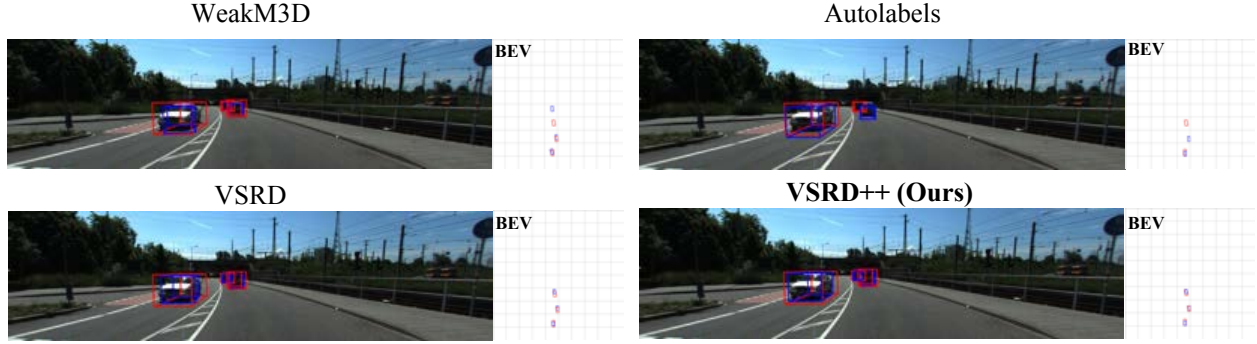 WeakM3D
Autolabels
BEV
BEV
VSRD
VSRD++ (Ours)
BEV
BEV